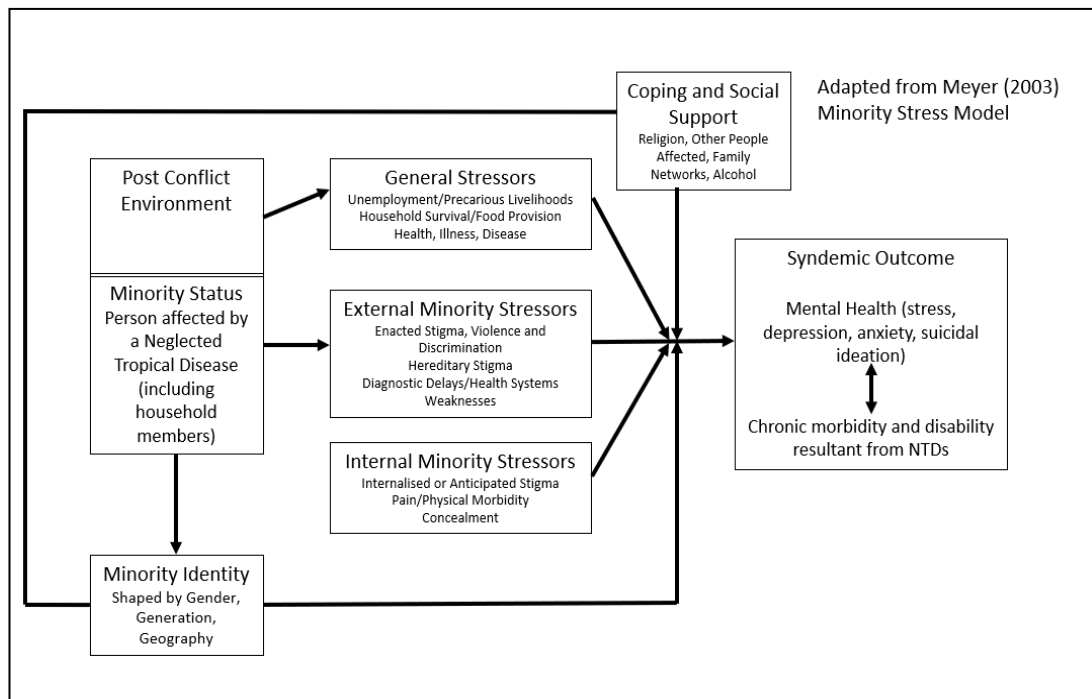 Coping and Social
Support
Religion, Other People
Affected, Family
Networks, Alcohol
Adapted from Meyer (2003)
Minority Stress Model
Post Conflict
Environment
General Stressors
Unemployment/Precarious Livelihoods
Household Survival/Food Provision
Health, Illness, Disease
Minority Status
Person affected by
a Neglected
Tropical Disease
(including
household
members)
External Minority Stressors
Enacted Stigma, Violence and
Discrimination
Hereditary Stigma
Diagnostic Delays/Health Systems
Weaknesses
Syndemic Outcome
Mental Health (stress,
depression, anxiety, suicidal
ideation)
Chronic morbidity and disability
resultant from NTDs
Internal Minority Stressors
Internalised or Anticipated Stigma
Pain/Physical Morbidity
Concealment
Minority Identity
Shaped by Gender,
Generation,
Geography